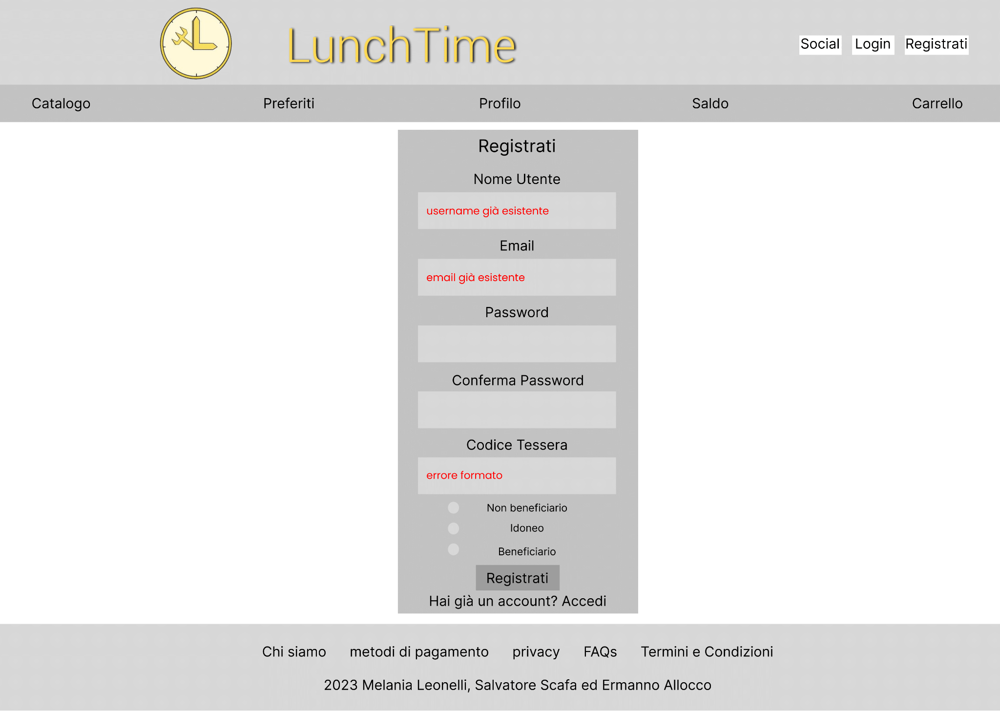 LunchTime
Social Login Registrati
Catalogo Preferiti Profilo Saldo Carrello
Registrati
Nome Utente
username già esistente
Email
email già esistente
Password
Conferma Password
Codice Tessera
errore formato
Non beneficiario
Idoneo
Beneficiario
Registrati
Hai già un account? Accedi
Chi siamo metodi di pagamento privacy FAQs Termini e Condizioni
2023 Melania Leonelli, Salvatore Scafa ed Ermanno Allocco